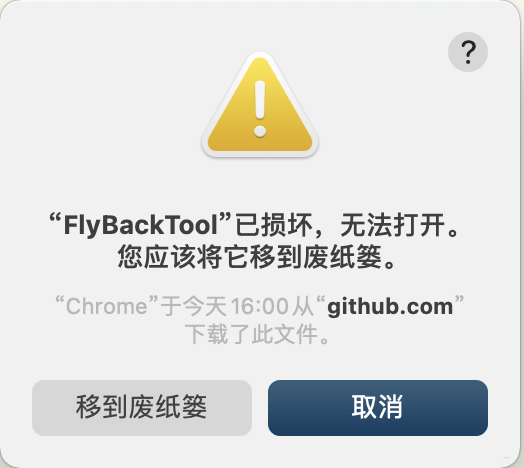 ?
“FlyBackTool”已损坏，无法打开。
您应该将它移到废纸篓。
“Chrome”于今天 16:00 从“github.com”
下载了此文件。
移到废纸篓
取消